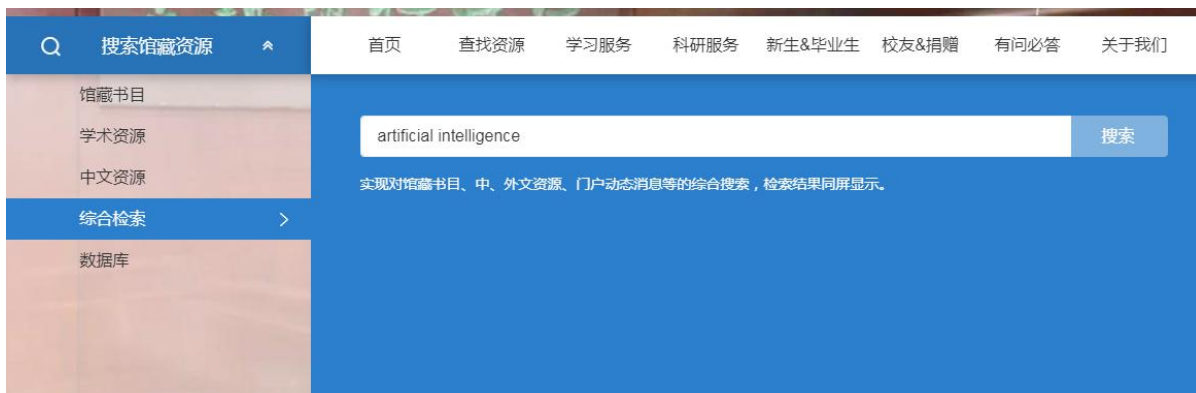 搜索馆藏资源
首页 查找资源 学习服务 科研服务 新生&毕业生 校友&捐赠 有问必答 关于我们
馆藏书目
学术资源
中文资源
综合检索
数据库
artificial intelligence 搜索
实现对馆藏书目、中、外文资源、门户动态消息等的综合搜索，检索结果同屏显示。